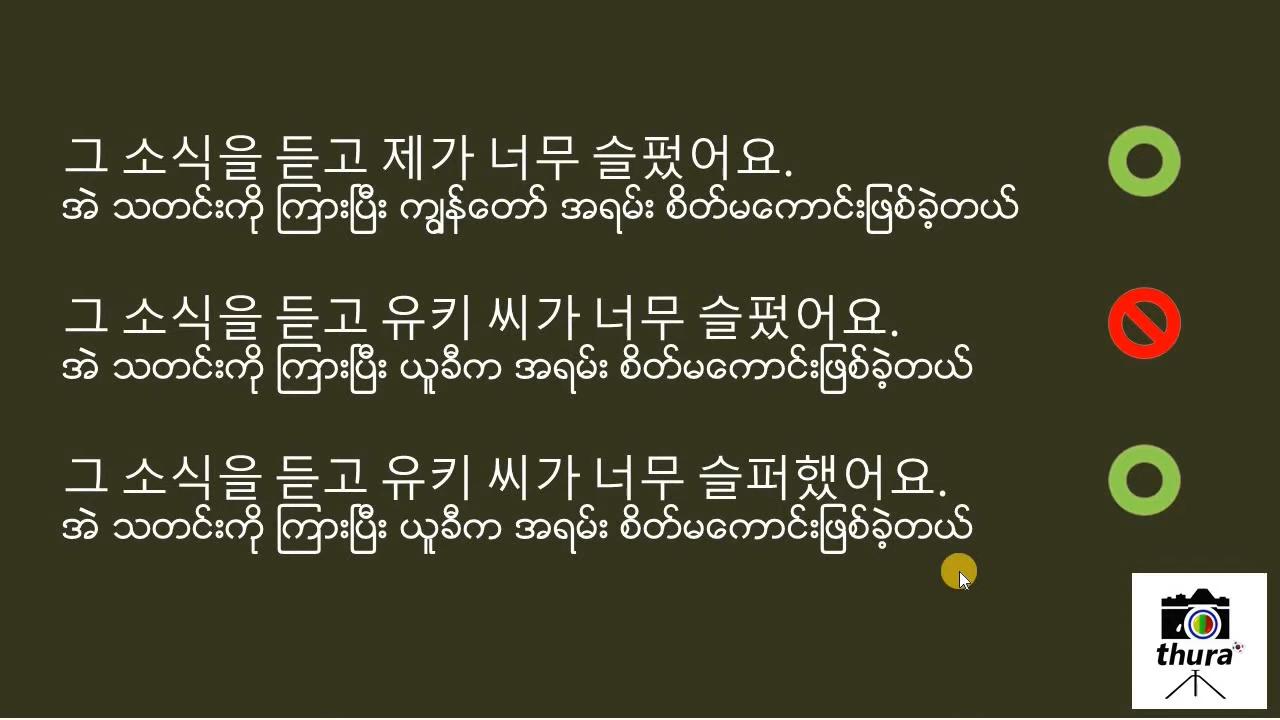 그 소식을 듣고 제가 너무 슬펐어요.
အဲ သတင်းကို ကြားပြီး ကျွန်တော် အရမ်း စိတ်မကောင်းဖြစ်ခဲ့တယ်
그 소식을 듣고 유키 씨가 너무 슬펐어요.
အဲ သတင်းကို ကြားပြီး ယူခီက အရမ်း စိတ်မကောင်းဖြစ်ခဲ့တယ်
그 소식을 듣고 유키 씨가 너무 슬퍼했어요.
အဲ သတင်းကို ကြားပြီး ယူခီက အရမ်း စိတ်မကောင်းဖြစ်ခဲ့တယ်
thura